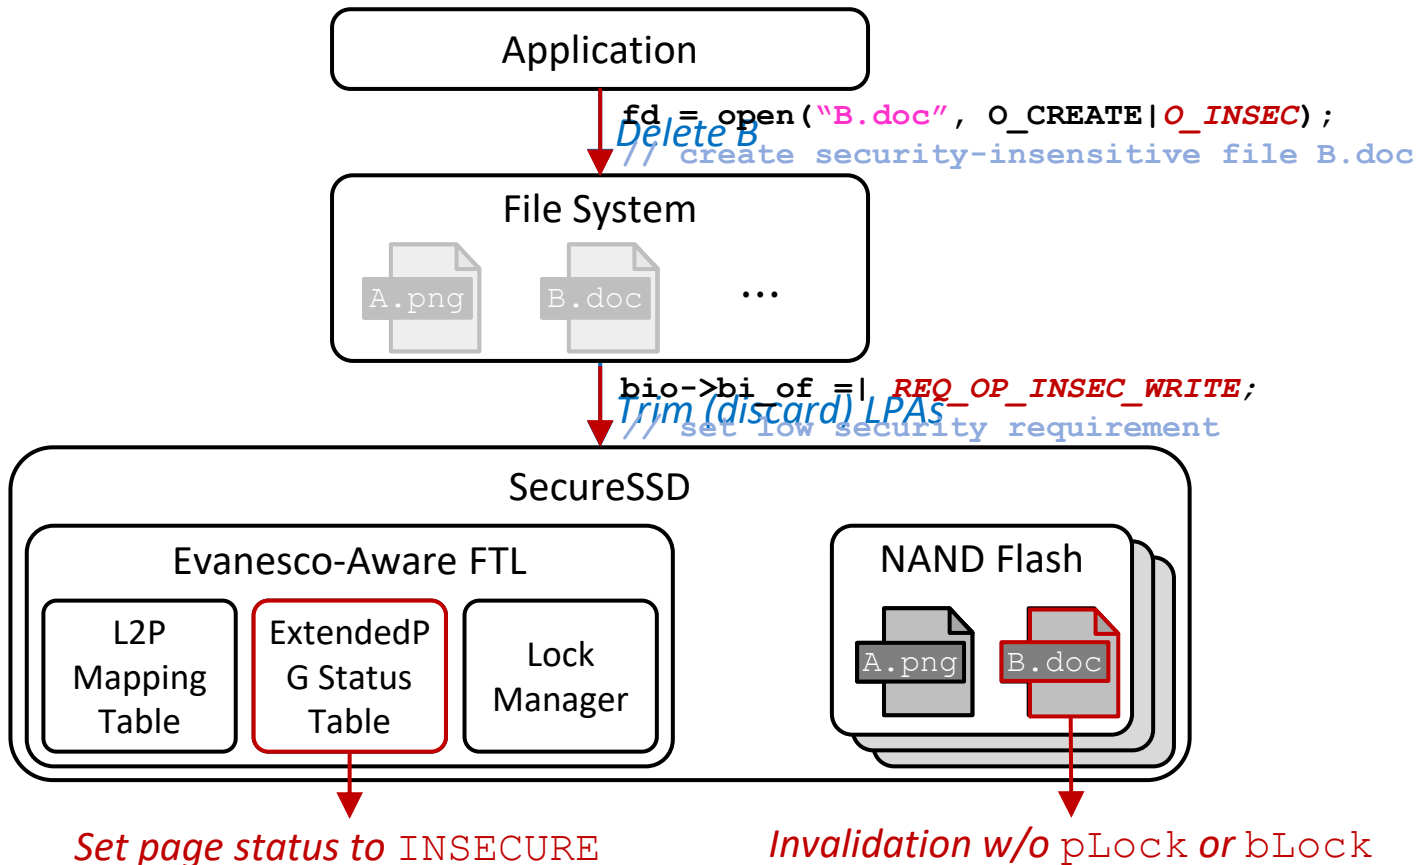 Application
fd = open(“B.doc”, O_CREATE|O_INSEC);
Delete B
// create security-insensitive file B.doc
File System
A.png
B.doc
...
bio->bi_of =| REQ_OP_INSEC_WRITE;
Trim (discard) LPAs
// set low security requirement
SecureSSD
Evanesco-Aware FTL
L2P
Mapping
Table
ExtendedP
G Status
Table
Lock
Manager
NAND Flash
A.png
B.doc
Set page status to INSECURE
Invalidation w/o pLock or bLock